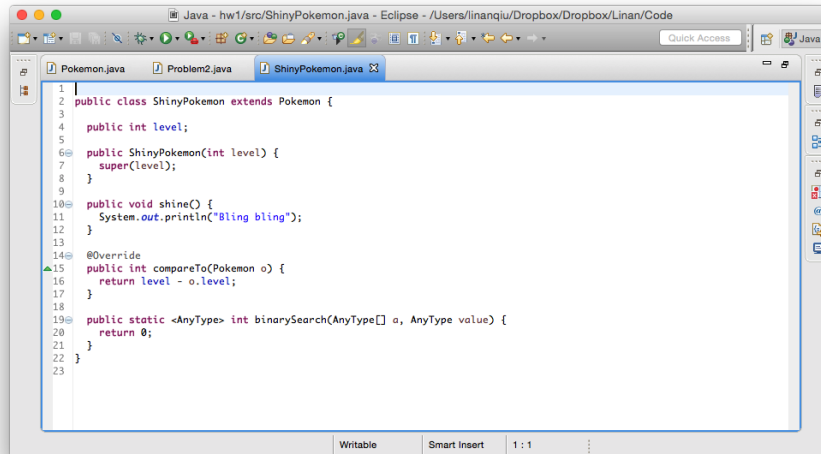 Java - hw1/src/ShinyPokemon.java - Eclipse - /Users/linanqiu/Dropbox/Dropbox/Linan/Code
Quick Access
Java
Pokemon.java
Problem2.java
ShinyPokemon.java
1
2 public class ShinyPokemon extends Pokemon {
3
4 public int level;
5
6 public ShinyPokemon(int level) {
7 super(level);
8 }
9
10 public void shine() {
11 System.out.println("Bling bling");
12 }
13
14 @Override
15 public int compareTo(Pokemon o) {
16 return level - o.level;
17 }
18
19 public static <AnyType> int binarySearch(AnyType[] a, AnyType value) {
20 return 0;
21 }
22 }
23
Writable
Smart Insert
1 : 1